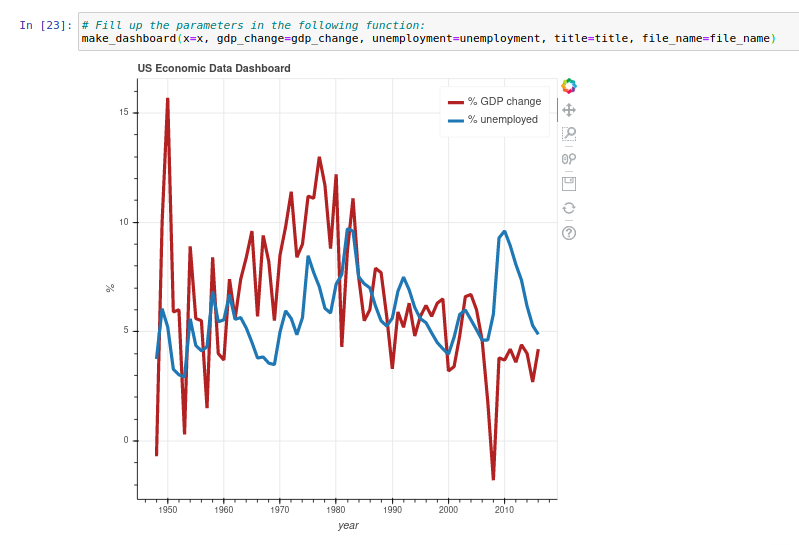 In [23]: # Fill up the parameters in the following function:
make_dashboard(x=x, gdp_change=gdp_change, unemployment=unemployment, title=title, file_name=file_name)
US Economic Data Dashboard
% GDP change
% unemployed
15
10
5
0
%
1950 1960 1970 1980 1990 2000 2010
year